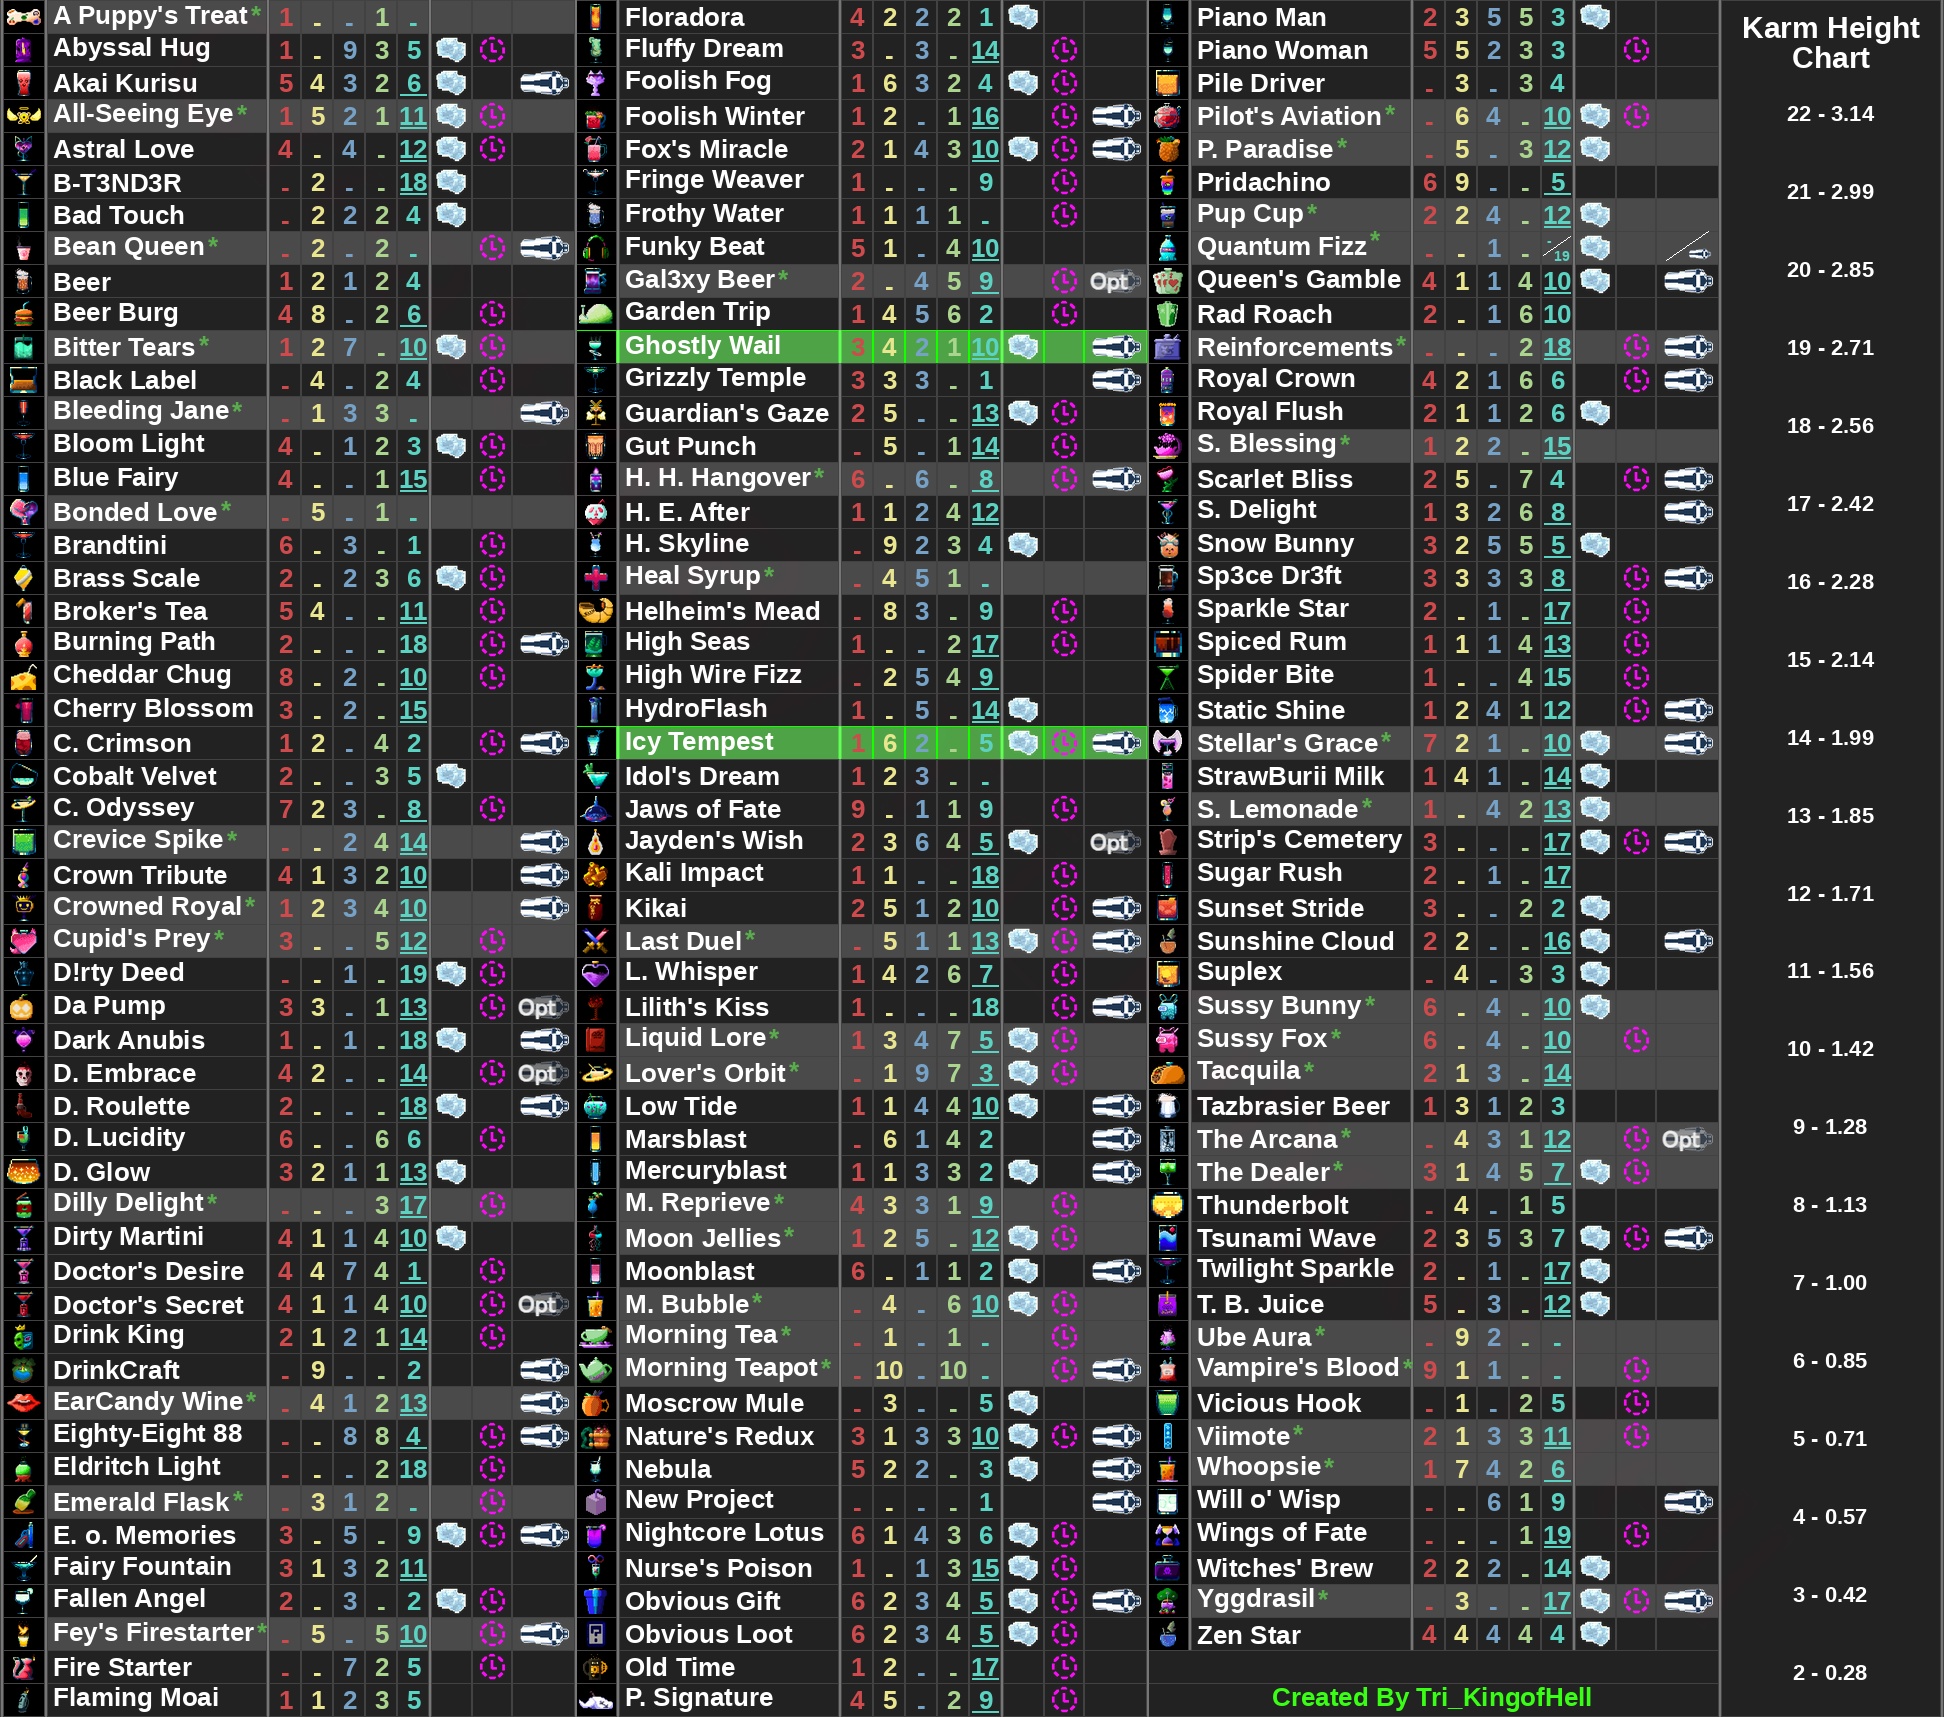 A Puppy's Treat* 1 - - 1 -
Abyssal Hug 1 - 9 3 5
Akai Kurisu 5 4 3 2 6
All-Seeing Eye* 1 5 2 1 11
Astral Love 4 - 4 - 12
B-T3ND3R - 2 - - 18
Bad Touch - 2 2 2 4
Bean Queen* - 2 - 2 -
Beer 1 2 1 2 4
Beer Burg 4 8 - 2 6
Bitter Tears* 1 2 7 - 10
Black Label - 4 - 2 4
Bleeding Jane* - 1 3 3 -
Bloom Light 4 - 1 2 3
Blue Fairy 4 - - 1 15
Bonded Love* - 5 - 1 -
Brandtini 6 - 3 - 1
Brass Scale 2 - 2 3 6
Broker's Tea 5 4 - - 11
Burning Path 2 - - - 18
Cheddar Chug 8 - 2 - 10
Cherry Blossom 3 - 2 - 15
C. Crimson 1 2 - 4 2
Cobalt Velvet 2 - - 3 5
C. Odyssey 7 2 3 - 8
Crevice Spike* - - 2 4 14
Crown Tribute 4 1 3 2 10
Crowned Royal* 1 2 3 4 10
Cupid's Prey* 3 - - 5 12
D!rty Deed - - 1 - 19
Da Pump 3 3 - 1 13 Opt
Dark Anubis 1 - 1 - 18
D. Embrace 4 2 - - 14 Opt
D. Roulette 2 - - - 18
D. Lucidity 6 - - 6 6
D. Glow 3 2 1 1 13
Dilly Delight* - - - 3 17
Dirty Martini 4 1 1 4 10
Doctor's Desire 4 4 7 4 1
Doctor's Secret 4 1 1 4 10 Opt
Drink King 2 1 2 1 14
DrinkCraft - 9 - - 2
EarCandy Wine* - 4 1 2 13
Eighty-Eight 88 - - 8 8 4
Eldritch Light - - - 2 18
Emerald Flask* - 3 1 2 -
E. o. Memories 3 - 5 - 9
Fairy Fountain 3 1 3 2 11
Fallen Angel 2 - 3 - 2
Fey's Firestarter* - 5 - 5 10
Fire Starter - - 7 2 5
Flaming Moai 1 1 2 3 5
Floradora 4 2 2 2 1
Fluffy Dream 3 - 3 - 14
Foolish Fog 1 6 3 2 4
Foolish Winter 1 2 - 1 16
Fox's Miracle 2 1 4 3 10
Fringe Weaver 1 - - - 9
Frothy Water 1 1 1 1 -
Funky Beat 5 1 - 4 10
Gal3xy Beer* 2 - 4 5 9 Opt
Garden Trip 1 4 5 6 2
Ghostly Wail 3 4 2 1 10
Grizzly Temple 3 3 3 - 1
Guardian's Gaze 2 5 - - 13
Gut Punch - 5 - 1 14
H. H. Hangover* 6 - 6 - 8
H. E. After 1 1 2 4 12
H. Skyline - 9 2 3 4
Heal Syrup* - 4 5 1 -
Helheim's Mead - 8 3 - 9
High Seas 1 - - 2 17
High Wire Fizz - 2 5 4 9
HydroFlash 1 - 5 - 14
Icy Tempest 1 6 2 - 5
Idol's Dream 1 2 3 - -
Jaws of Fate 9 - 1 1 9
Jayden's Wish 2 3 6 4 5 Opt
Kali Impact 1 1 - - 18
Kikai 2 5 1 2 10
Last Duel* - 5 1 1 13
L. Whisper 1 4 2 6 7
Lilith's Kiss 1 - - - 18
Liquid Lore* 1 3 4 7 5
Lover's Orbit* - 1 9 7 3
Low Tide 1 1 4 4 10
Marsblast - 6 1 4 2
Mercuryblast 1 1 3 3 2
M. Reprieve* 4 3 3 1 9
Moon Jellies* 1 2 5 - 12
Moonblast 6 - 1 1 2
M. Bubble* - 4 - 6 10
Morning Tea* - 1 - 1 -
Morning Teapot* - 10 - 10 -
Moscrow Mule - 3 - - 5
Nature's Redux 3 1 3 3 10
Nebula 5 2 2 - 3
New Project - - - - 1
Nightcore Lotus 6 1 4 3 6
Nurse's Poison 1 - 1 3 15
Obvious Gift 6 2 3 4 5
Obvious Loot 6 2 3 4 5
Old Time 1 2 - - 17
P. Signature 4 5 - 2 9
Piano Man 2 3 5 5 3
Piano Woman 5 5 2 3 3
Pile Driver - 3 - 3 4
Pilot's Aviation* - 6 4 - 10
P. Paradise* - 5 - 3 12
Pridachino 6 9 - - 5
Pup Cup* 2 2 4 - 12
Quantum Fizz* - - 1 - -/19
Queen's Gamble 4 1 1 4 10
Rad Roach 2 - 1 6 10
Reinforcements* - - - 2 18
Royal Crown 4 2 1 6 6
Royal Flush 2 1 1 2 6
S. Blessing* 1 2 2 - 15
Scarlet Bliss 2 5 - 7 4
S. Delight 1 3 2 6 8
Snow Bunny 3 2 5 5 5
Sp3ce Dr3ft 3 3 3 3 8
Sparkle Star 2 - 1 - 17
Spiced Rum 1 1 1 4 13
Spider Bite 1 - - 4 15
Static Shine 1 2 4 1 12
Stellar's Grace* 7 2 1 - 10
StrawBurii Milk 1 4 1 - 14
S. Lemonade* 1 - 4 2 13
Strip's Cemetery 3 - - - 17
Sugar Rush 2 - 1 - 17
Sunset Stride 3 - - 2 2
Sunshine Cloud 2 2 - - 16
Suplex - 4 - 3 3
Sussy Bunny* 6 - 4 - 10
Sussy Fox* 6 - 4 - 10
Tacquila* 2 1 3 - 14
Tazbrasier Beer 1 3 1 2 3
The Arcana* - 4 3 1 12 Opt
The Dealer* 3 1 4 5 7
Thunderbolt - 4 - 1 5
Tsunami Wave 2 3 5 3 7
Twilight Sparkle 2 - 1 - 17
T. B. Juice 5 - 3 - 12
Ube Aura* - 9 2 - -
Vampire's Blood* 9 1 1 - -
Vicious Hook - 1 - 2 5
Viimote* 2 1 3 3 11
Whoopsie* 1 7 4 2 6
Will o' Wisp - - 6 1 9
Wings of Fate - - - 1 19
Witches' Brew 2 2 2 - 14
Yggdrasil* - 3 - - 17
Zen Star 4 4 4 4 4
Created By Tri_KingofHell
Karm Height
Chart
22 - 3.14
21 - 2.99
20 - 2.85
19 - 2.71
18 - 2.56
17 - 2.42
16 - 2.28
15 - 2.14
14 - 1.99
13 - 1.85
12 - 1.71
11 - 1.56
10 - 1.42
9 - 1.28
8 - 1.13
7 - 1.00
6 - 0.85
5 - 0.71
4 - 0.57
3 - 0.42
2 - 0.28